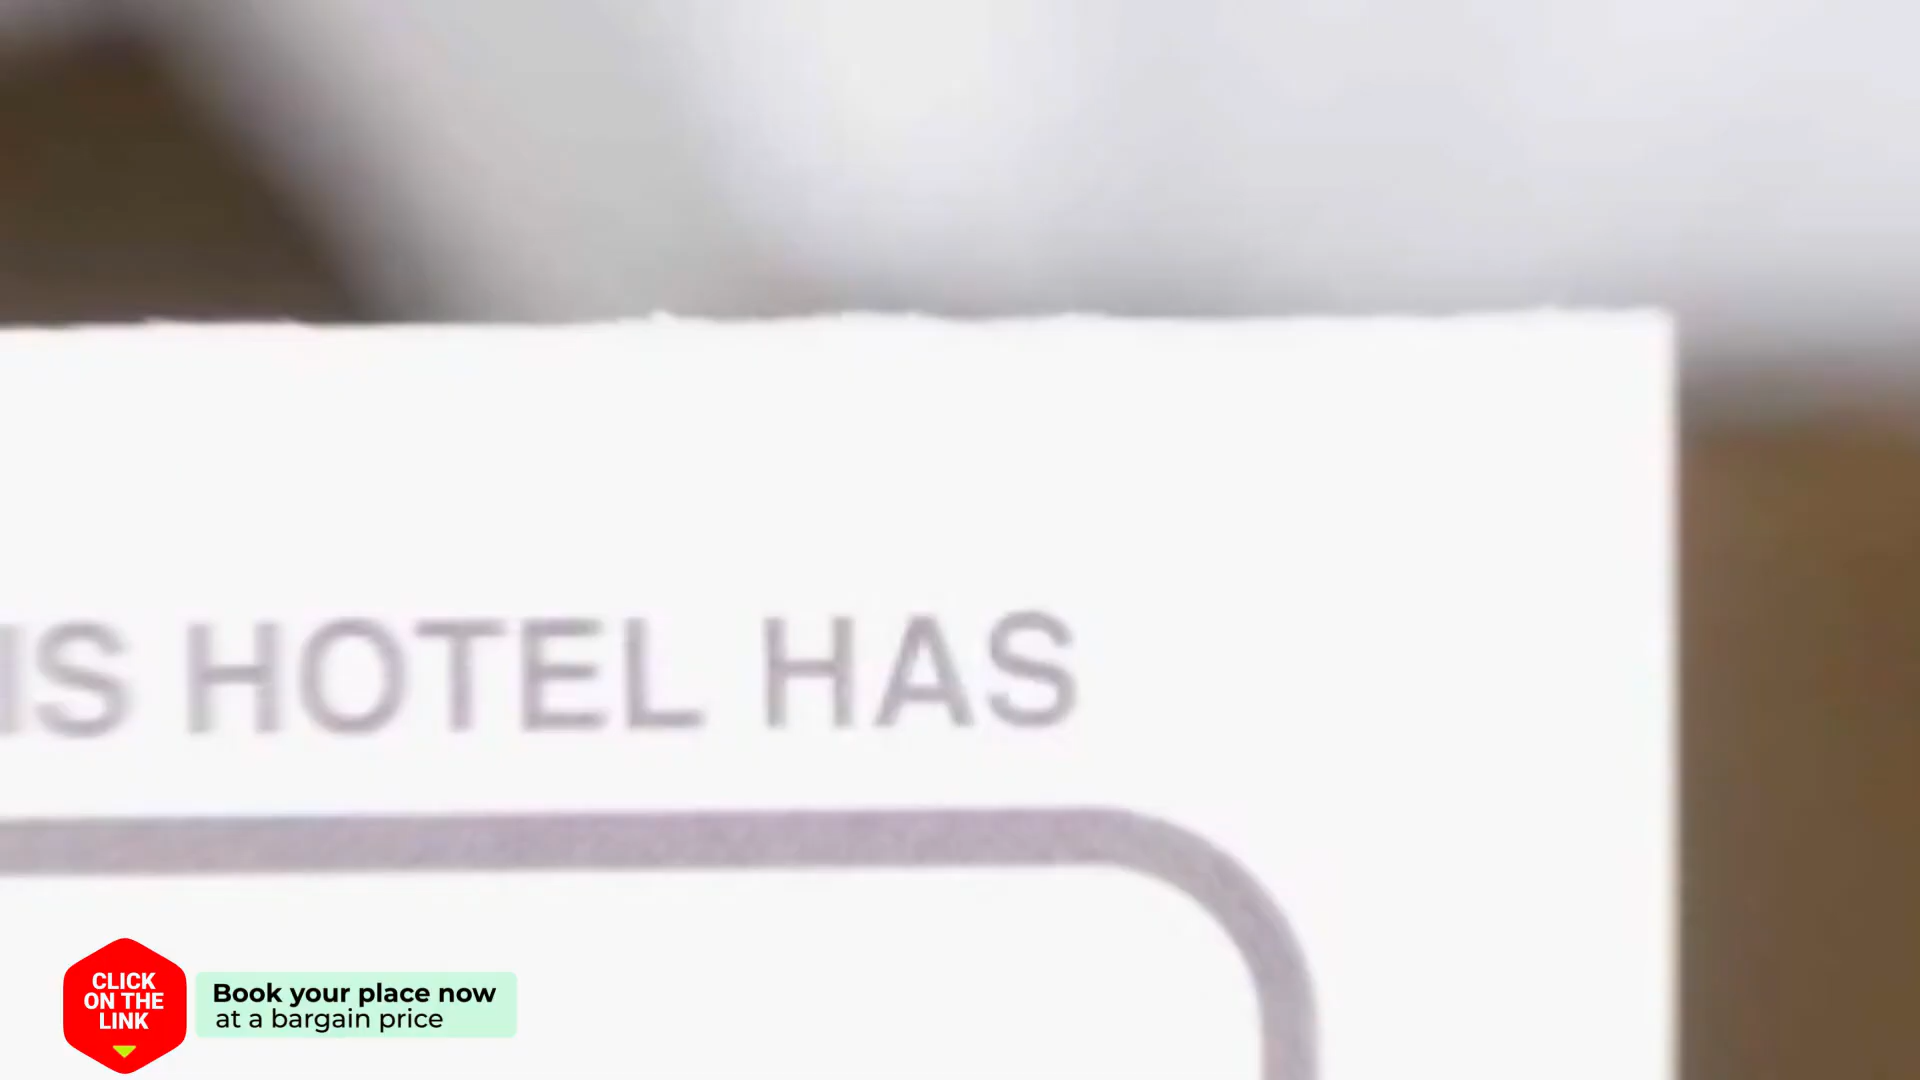 IS HOTEL HAS
CLICK
ON THE
LINK
Book your place now
at a bargain price